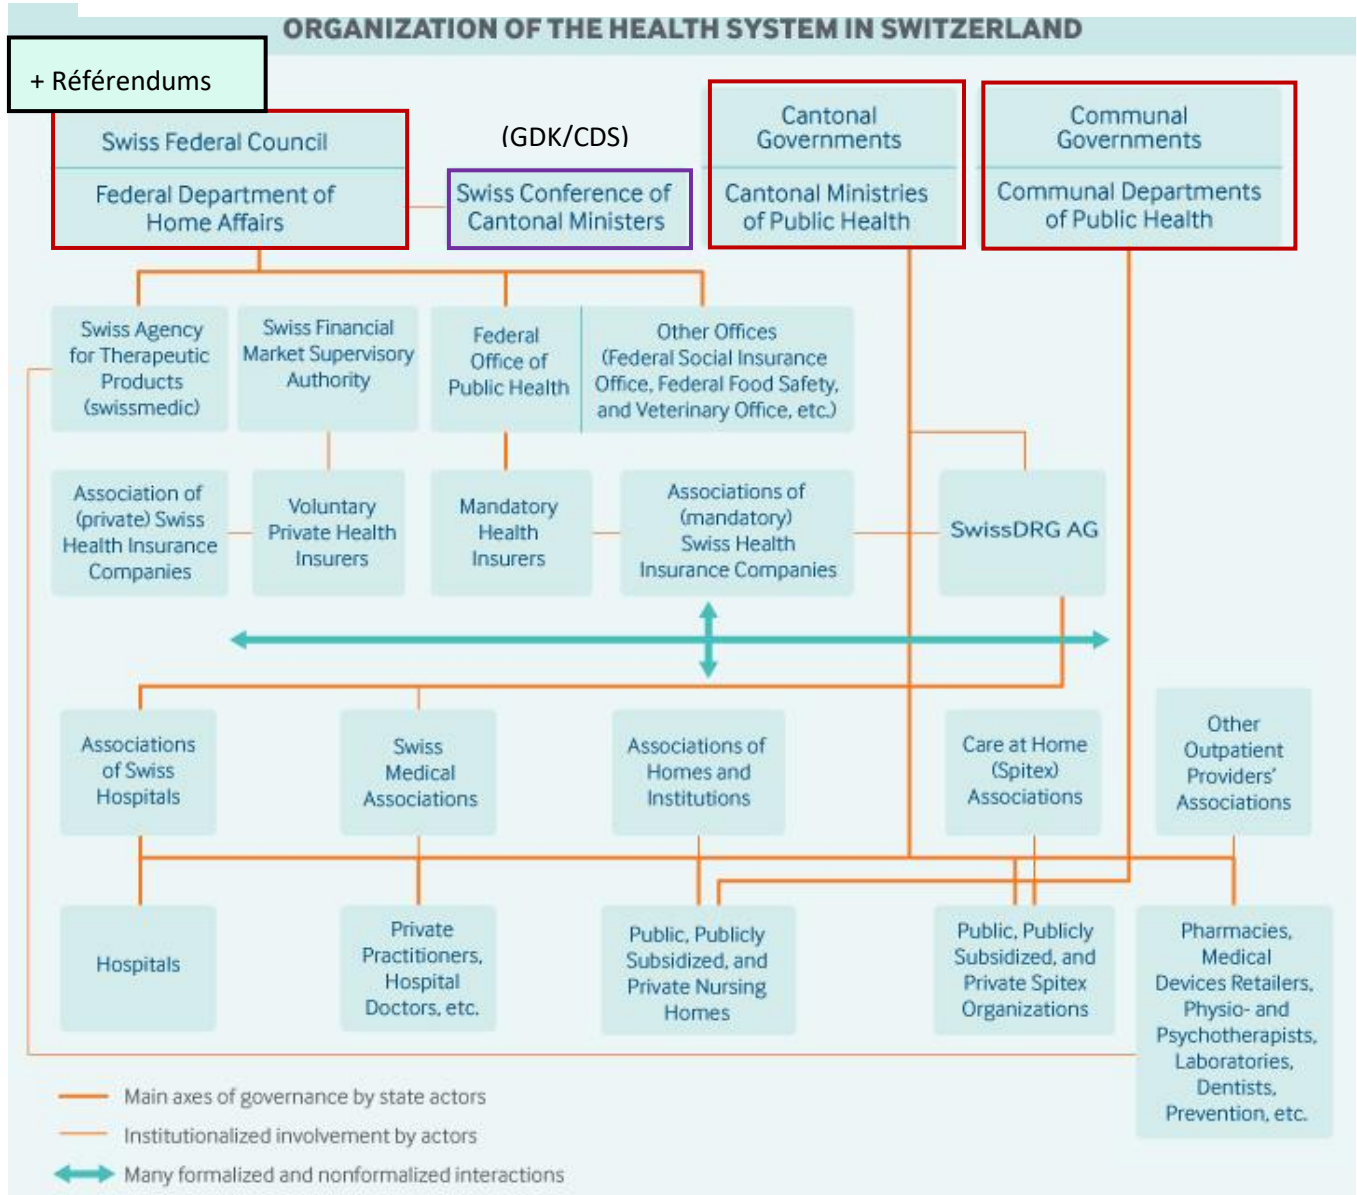 ORGANIZATION OF THE HEALTH SYSTEM IN SWITZERLAND
+ Référendums
Swiss Federal Council
Federal Department of
Home Affairs
(GDK/CDS)
Swiss Conference of
Cantonal Ministers
Cantonal
Governments
Cantonal Ministries
of Public Health
Communal
Governments
Communal Departments
of Public Health
Swiss Agency
for Therapeutic
Products
(swissmedic)
Swiss Financial
Market Supervisory
Authority
Federal
Office of
Public Health
Other Offices
(Federal Social Insurance
Office, Federal Food Safety,
and Veterinary Office, etc.)
Association of
(private) Swiss
Health Insurance
Companies
Voluntary
Private Health
Insurers
Mandatory
Health
Insurers
Associations of
(mandatory)
Swiss Health
Insurance Companies
SwissDRG AG
Associations
of Swiss
Hospitals
Swiss
Medical
Associations
Associations of
Homes and
Institutions
Care at Home
(Spitex)
Associations
Other
Outpatient
Providers'
Associations
Hospitals
Private
Practitioners,
Hospital
Doctors, etc.
Public, Publicly
Subsidized, and
Private Nursing
Homes
Public, Publicly
Subsidized, and
Private Spitex
Organizations
Pharmacies,
Medical
Devices Retailers,
Physio- and
Psychotherapists,
Laboratories,
Dentists,
Prevention, etc.
Main axes of governance by state actors
Institutionalized involvement by actors
Many formalized and nonformalized interactions